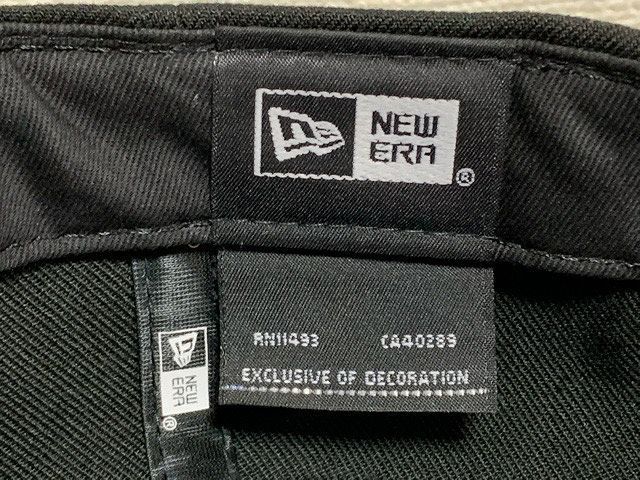 NEW
ERA
®
RN11493 CA40289
EXCLUSIVE OF DECORATION
NEW
ERA
®